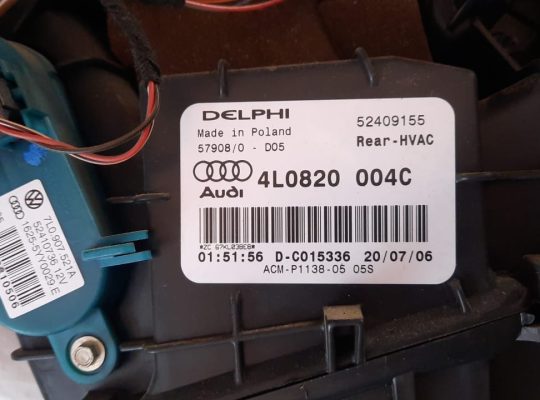 DELPHI
52409155
Made in Poland
57908/0 - D05
Rear-HVAC
Audi
4L0820 004C
01:51:56 D-C015336 20/07/06
ACM-P1138-05 05S
7L0 907 521A
52410736 12V